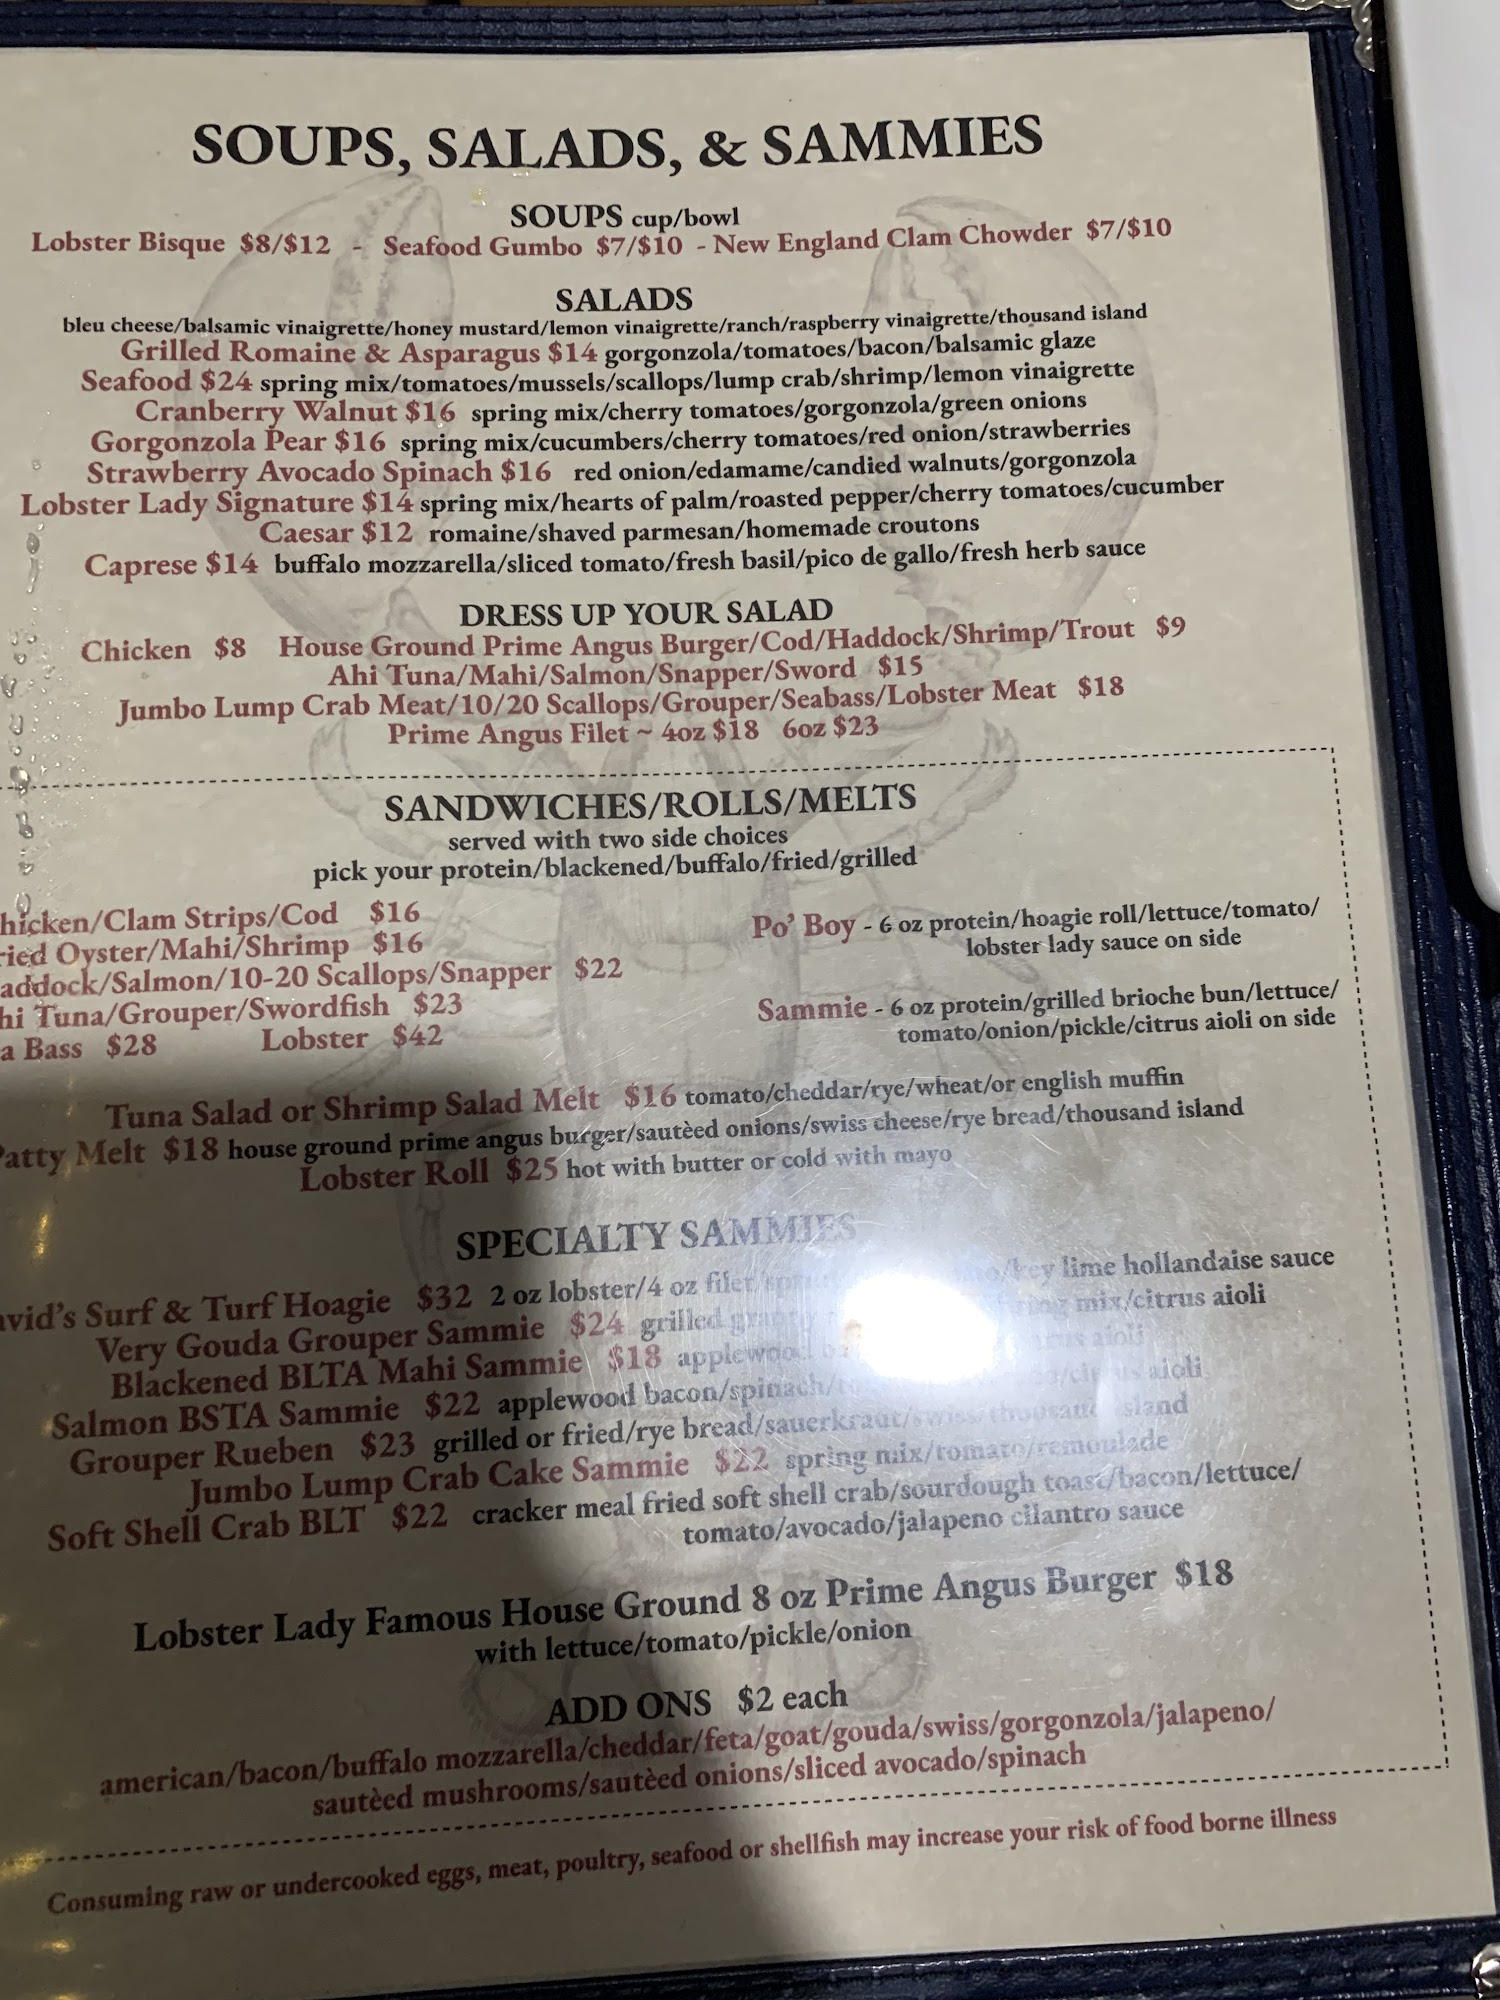 SOUPS, SALADS, & SAMMIES
SOUPS cup/bowl
Lobster Bisque $8/$12 - Seafood Gumbo $7/$10 - New England Clam Chowder $7/$10
SALADS
bleu cheese/balsamic vinaigrette/honey mustard/lemon vinaigrette/ranch/raspberry vinaigrette/thousand island
Grilled Romaine & Asparagus $14 gorgonzola/tomatoes/bacon/balsamic glaze
Seafood $24 spring mix/tomatoes/mussels/scallops/lump crab/shrimp/lemon vinaigrette
Cranberry Walnut $16 spring mix/cherry tomatoes/gorgonzola/green onions
Gorgonzola Pear $16 spring mix/cucumbers/cherry tomatoes/red onion/strawberries
Strawberry Avocado Spinach $16 red onion/edamame/candied walnuts/gorgonzola
Lobster Lady Signature $14 spring mix/hearts of palm/roasted pepper/cherry tomatoes/cucumber
Caesar $12 romaine/shaved parmesan/homemade croutons
Caprese $14 buffalo mozzarella/sliced tomato/fresh basil/pico de gallo/fresh herb sauce
DRESS UP YOUR SALAD
Chicken $8 House Ground Prime Angus Burger/Cod/Haddock/Shrimp/Trout $9
Ahi Tuna/Mahi/Salmon/Snapper/Sword $15
Jumbo Lump Crab Meat/10/20 Scallops/Grouper/Seabass/Lobster Meat $18
Prime Angus Filet ~ 4oz $18 6oz $23
SANDWICHES/ROLLS/MELTS
served with two side choices
pick your protein/blackened/buffalo/fried/grilled
hicken/Clam Strips/Cod $16
ried Oyster/Mahi/Shrimp $16
addock/Salmon/10-20 Scallops/Snapper $22
hi Tuna/Grouper/Swordfish $23
a Bass $28 Lobster $42
Po' Boy - 6 oz protein/hoagie roll/lettuce/tomato/
lobster lady sauce on side
Sammie - 6 oz protein/grilled brioche bun/lettuce/
tomato/onion/pickle/citrus aioli on side
Tuna Salad or Shrimp Salad Melt $16 tomato/cheddar/rye/wheat/or english muffin
Patty Melt $18 house ground prime angus burger/sautèed onions/swiss cheese/rye bread/thousand island
Lobster Roll $25 hot with butter or cold with mayo
SPECIALTY SAMMIES
avid's Surf & Turf Hoagie $32 2 oz lobster/4 oz filet/ /key lime hollandaise sauce
Very Gouda Grouper Sammie $24 grilled mix/citrus aioli
Blackened BLTA Mahi Sammie $18 applewood aioli
Salmon BSTA Sammie $22 applewood bacon/spinach/ /citrus aioli
Grouper Rueben $23 grilled or fried/rye bread/sauerkraut/swiss/thousand island
Jumbo Lump Crab Cake Sammie $22 spring mix/tomato/remoulade
Soft Shell Crab BLT $22 cracker meal fried soft shell crab/sourdough toast/bacon/lettuce/
tomato/avocado/jalapeno cilantro sauce
Lobster Lady Famous House Ground 8 oz Prime Angus Burger $18
with lettuce/tomato/pickle/onion
ADD ONS $2 each
american/bacon/buffalo mozzarella/cheddar/feta/goat/gouda/swiss/gorgonzola/jalapeno/
sautèed mushrooms/sautèed onions/sliced avocado/spinach
Consuming raw or undercooked eggs, meat, poultry, seafood or shellfish may increase your risk of food borne illness